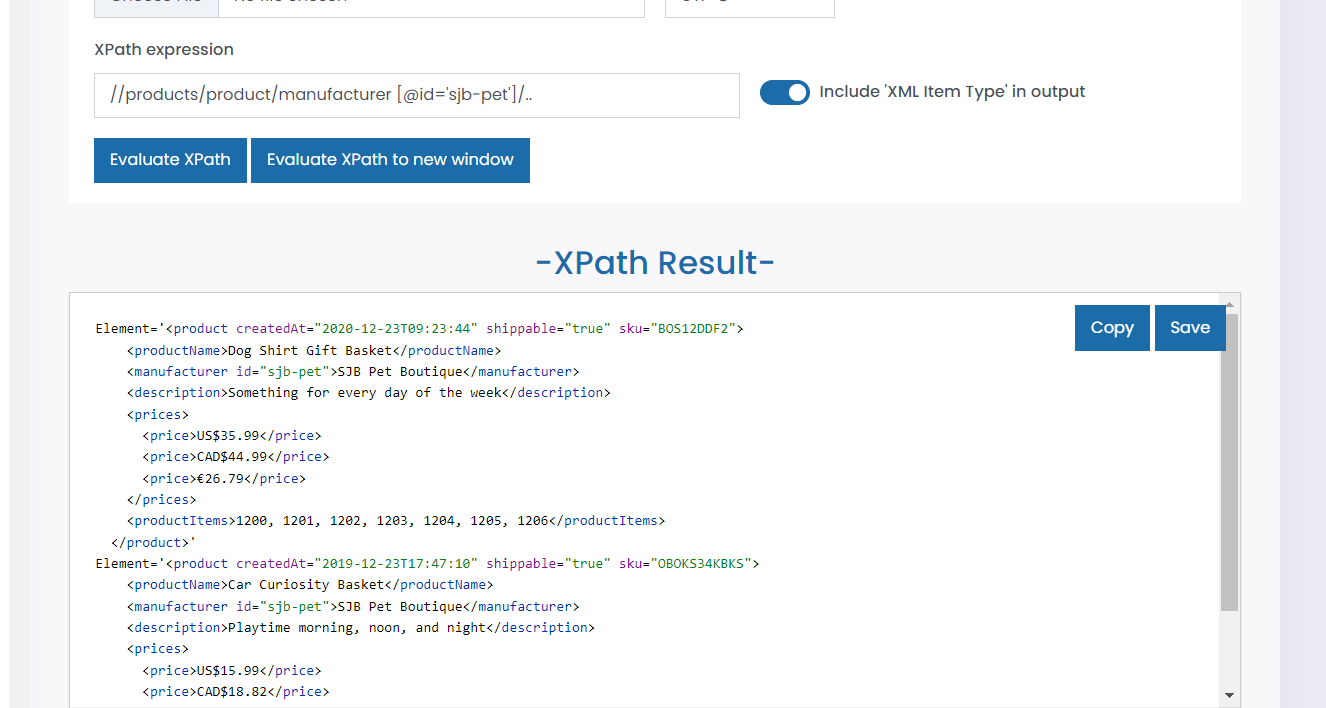 XPath expression
//products/product/manufacturer [@id='sjb-pet']/..
Include 'XML Item Type' in output
Evaluate XPath
Evaluate XPath to new window
-XPath Result-
Copy
Save
Element='<product createdAt="2020-12-23T09:23:44" shippable="true" sku="BOS12DDF2">
<productName>Dog Shirt Gift Basket</productName>
<manufacturer id="sjb-pet">SJB Pet Boutique</manufacturer>
<description>Something for every day of the week</description>
<prices>
<price>US$35.99</price>
<price>CAD$44.99</price>
<price>€26.79</price>
</prices>
<productItems>1200, 1201, 1202, 1203, 1204, 1205, 1206</productItems>
</product>'
Element='<product createdAt="2019-12-23T17:47:10" shippable="true" sku="OBOKS34KBKS">
<productName>Car Curiosity Basket</productName>
<manufacturer id="sjb-pet">SJB Pet Boutique</manufacturer>
<description>Playtime morning, noon, and night</description>
<prices>
<price>US$15.99</price>
<price>CAD$18.82</price>